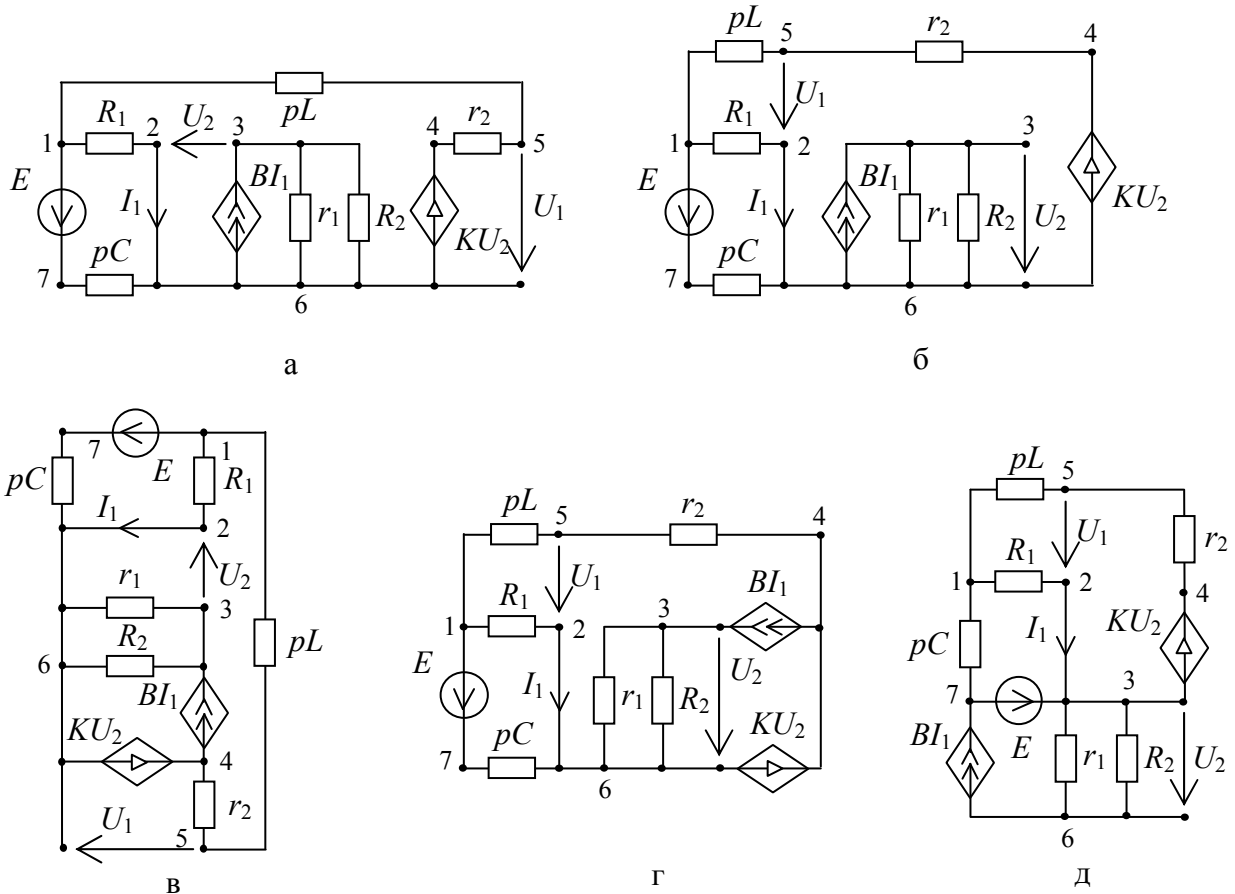 pL
R1 U2 r2
1 2 3 4 5
E I1 BI1 r1 R2 KU2 U1
pC
7 6
а
pL 5 r2 4
U1
R1 3
1 2
E I1 BI1 r1 R2 U2 KU2
pC
7 6
б
7 E 1
pC R1
I1 2
r1 U2
3
R2 pL
6 BI1
KU2 4
r2
U1 5
в
pL 5 r2 4
U1 BI1
R1 3
1 2
E I1 r1 R2 U2
pC KU2
7 6
г
pL 5
U1 r2
R1
1 2 4
pC I1 KU2
7 3
BI1 E r1 R2 U2
6
д